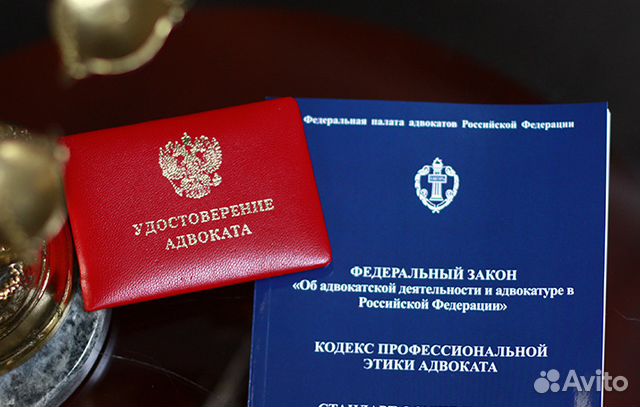 УДОСТОВЕРЕНИЕ
АДВОКАТА
Федеральная палата адвокатов Российской Федерации
ФЕДЕРАЛЬНЫЙ ЗАКОН
«Об адвокатской деятельности и адвокатуре в
Российской Федерации»
КОДЕКС ПРОФЕССИОНАЛЬНОЙ
ЭТИКИ АДВОКАТА
Avito